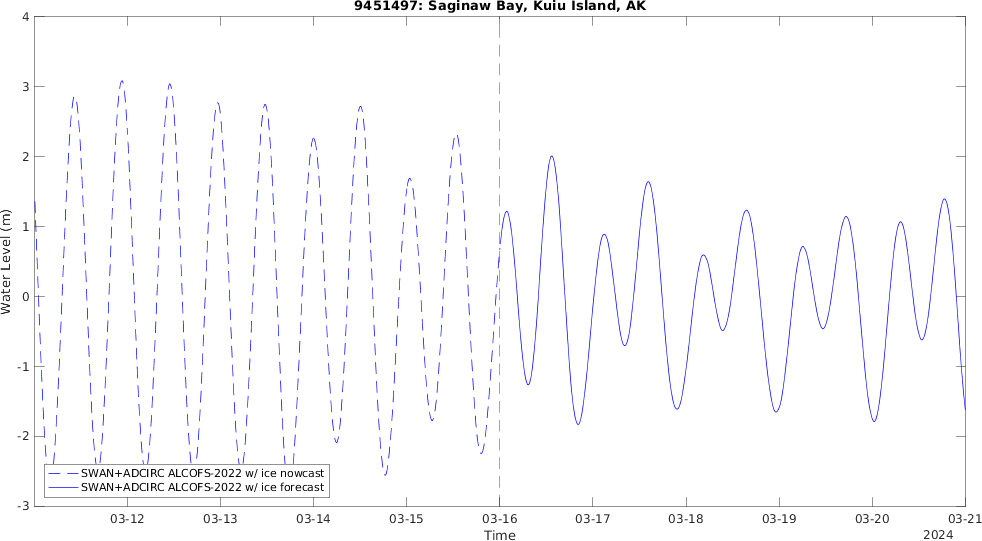 9451497: Saginaw Bay, Kuiu Island, AK
4
3
2
1
0
-1
-2
-3
Water Level (m)
SWAN+ADCIRC ALCOFS-2022 w/ ice nowcast
SWAN+ADCIRC ALCOFS-2022 w/ ice forecast
03-12 03-13 03-14 03-15 03-16 03-17 03-18 03-19 03-20 03-21
Time
2024